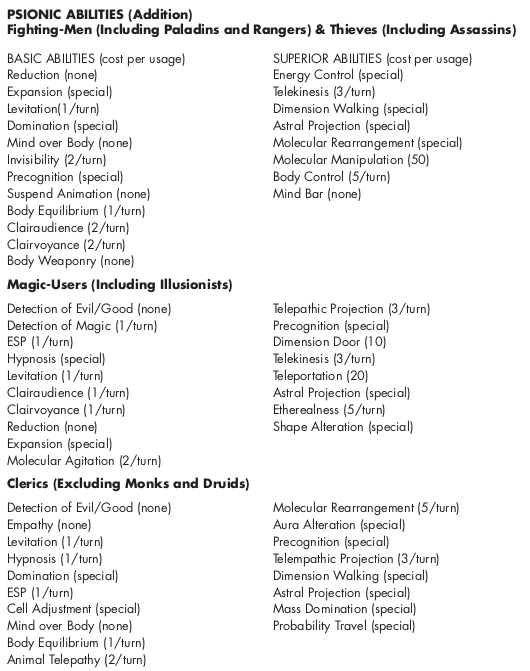 PSIONIC ABILITIES (Addition)
Fighting-Men (Including Paladins and Rangers) & Thieves (Including Assassins)
BASIC ABILITIES (cost per usage)
Reduction (none)
Expansion (special)
Levitation(1/turn)
Domination (special)
Mind over Body (none)
Invisibility (2/turn)
Precognition (special)
Suspend Animation (none)
Body Equilibrium (1/turn)
Clairaudience (2/turn)
Clairvoyance (2/turn)
Body Weaponry (none)
SUPERIOR ABILITIES (cost per usage)
Energy Control (special)
Telekinesis (3/turn)
Dimension Walking (special)
Astral Projection (special)
Molecular Rearrangement (special)
Molecular Manipulation (50)
Body Control (5/turn)
Mind Bar (none)
Magic-Users (Including Illusionists)
Detection of Evil/Good (none)
Detection of Magic (1/turn)
ESP (1/turn)
Hypnosis (special)
Levitation (1/turn)
Clairaudience (1/turn)
Clairvoyance (1/turn)
Reduction (none)
Expansion (special)
Molecular Agitation (2/turn)
Telepathic Projection (3/turn)
Precognition (special)
Dimension Door (10)
Telekinesis (3/turn)
Teleportation (20)
Astral Projection (special)
Etherealness (5/turn)
Shape Alteration (special)
Clerics (Excluding Monks and Druids)
Detection of Evil/Good (none)
Empathy (none)
Levitation (1/turn)
Hypnosis (1/turn)
Domination (special)
ESP (1/turn)
Cell Adjustment (special)
Mind over Body (none)
Body Equilibrium (1/turn)
Animal Telepathy (2/turn)
Molecular Rearrangement (5/turn)
Aura Alteration (special)
Precognition (special)
Telempathic Projection (3/turn)
Dimension Walking (special)
Astral Projection (special)
Mass Domination (special)
Probability Travel (special)